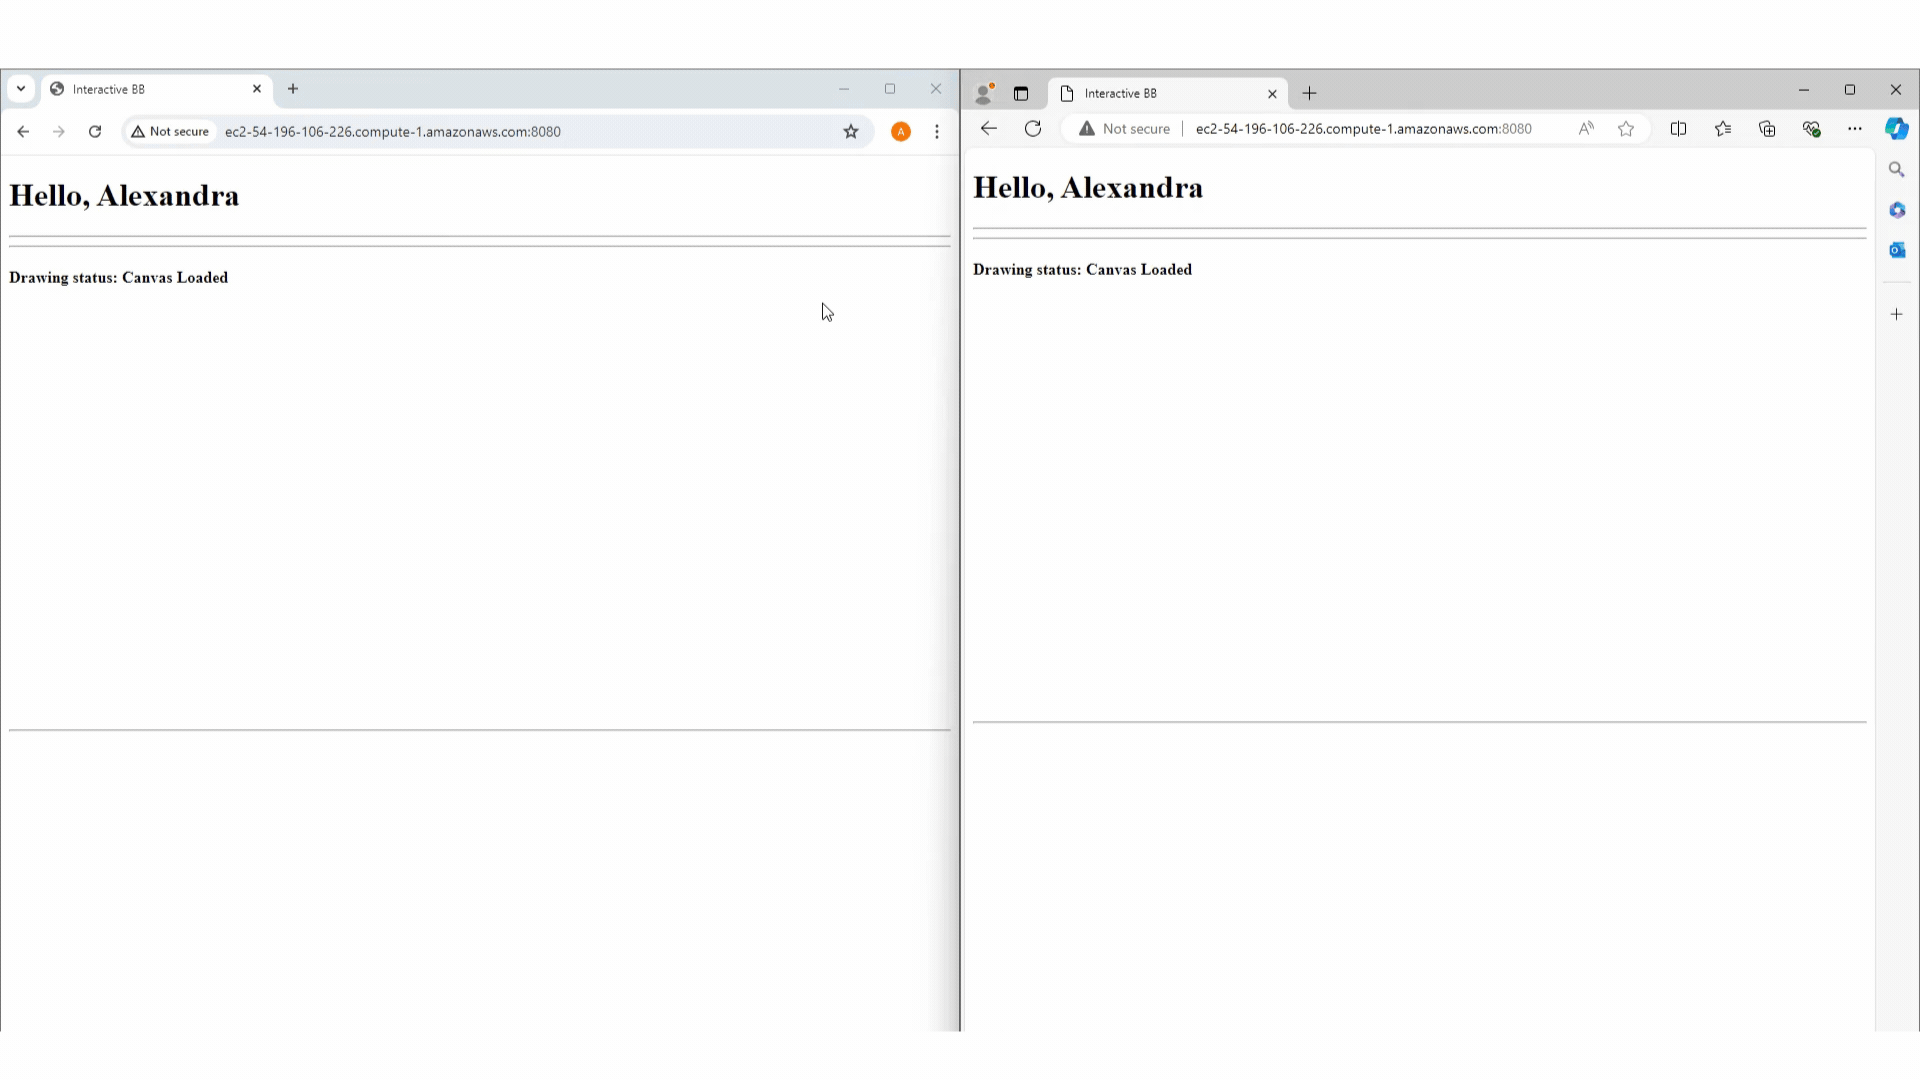 Interactive BB
Not secure
ec2-54-196-106-226.compute-1.amazonaws.com:8080
A
Hello, Alexandra
Drawing status: Canvas Loaded
Interactive BB
Not secure
ec2-54-196-106-226.compute-1.amazonaws.com:8080
A
Hello, Alexandra
Drawing status: Canvas Loaded